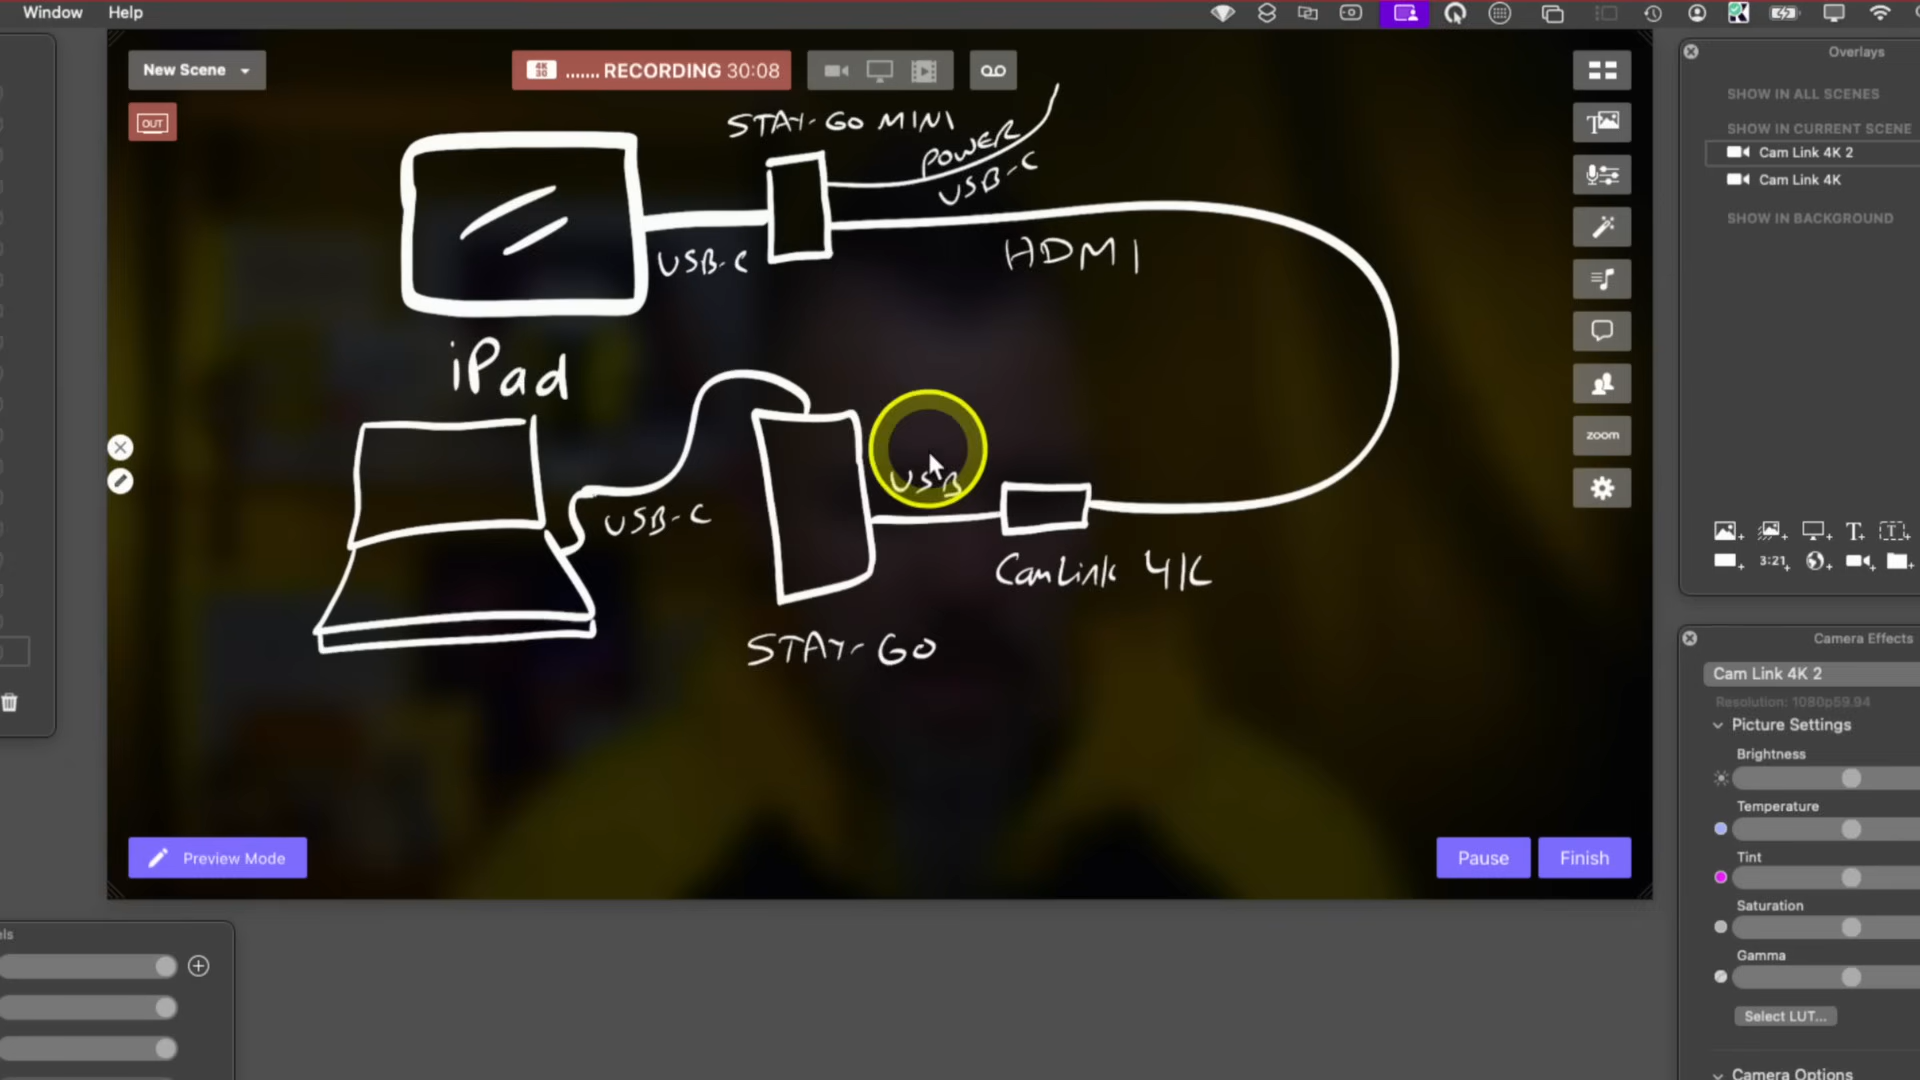 Window Help
New Scene
4K 30 ....... RECORDING 30:08
OUT
STAY-GO MINI
POWER
USB-C
USB-C
HDMI
iPad
USB
USB-C
CamLink 4K
STAY-GO
zoom
Preview Mode
Pause
Finish
Overlays
SHOW IN ALL SCENES
SHOW IN CURRENT SCENE
Cam Link 4K 2
Cam Link 4K
SHOW IN BACKGROUND
3:21
Camera Effects
Cam Link 4K 2
Resolution: 1080p59.94
Picture Settings
Brightness
Temperature
Tint
Saturation
Gamma
Select LUT...
Camera Options
els